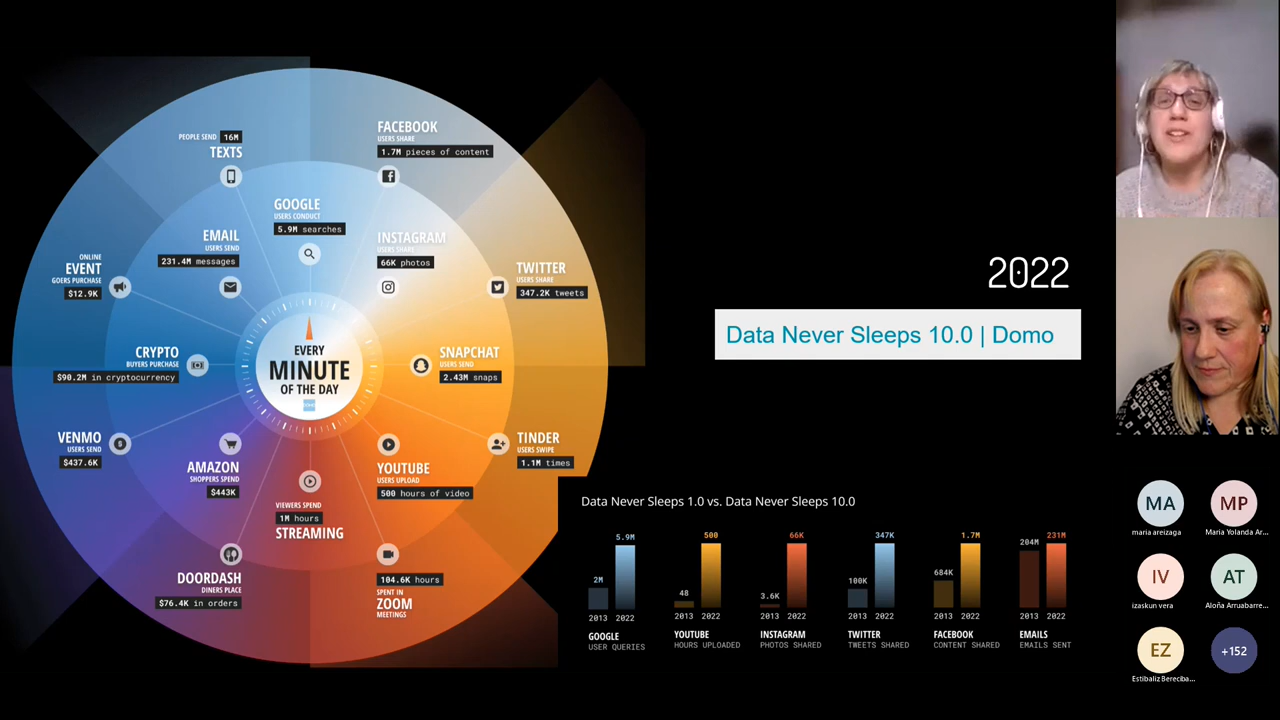 PEOPLE SEND 16M
TEXTS
FACEBOOK
USERS SHARE
1.7M pieces of content
GOOGLE
USERS CONDUCT
5.9M searches
EMAIL
USERS SEND
231.4M messages
INSTAGRAM
USERS SHARE
66K photos
ONLINE
EVENT
GOERS PURCHASE
$12.9K
TWITTER
USERS SHARE
347.2K tweets
CRYPTO
BUYERS PURCHASE
$90.2M in cryptocurrency
EVERY
MINUTE
OF THE DAY
SNAPCHAT
USERS SEND
2.43M snaps
VENMO
USERS SEND
$437.6K
AMAZON
SHOPPERS SPEND
$443K
YOUTUBE
USERS UPLOAD
500 hours of video
TINDER
USERS SWIPE
1.1M times
VIEWERS SPEND
1M hours
STREAMING
DOORDASH
DINERS PLACE
$76.4K in orders
104.6K hours
SPENT IN
ZOOM
MEETINGS
2022
Data Never Sleeps 10.0 | Domo
Data Never Sleeps 1.0 vs. Data Never Sleeps 10.0
2M 5.9M
2013 2022
GOOGLE
USER QUERIES
48 500
2013 2022
YOUTUBE
HOURS UPLOADED
3.6K 66K
2013 2022
INSTAGRAM
PHOTOS SHARED
100K 347K
2013 2022
TWITTER
TWEETS SHARED
684K 1.7M
2013 2022
FACEBOOK
CONTENT SHARED
204M 231M
2013 2022
EMAILS
EMAILS SENT
MA
maria areizaga
MP
Maria Yolanda Ar...
IV
izaskun vera
AT
Aloña Arruabarre...
EZ
Estibaliz Bereciba...
+152